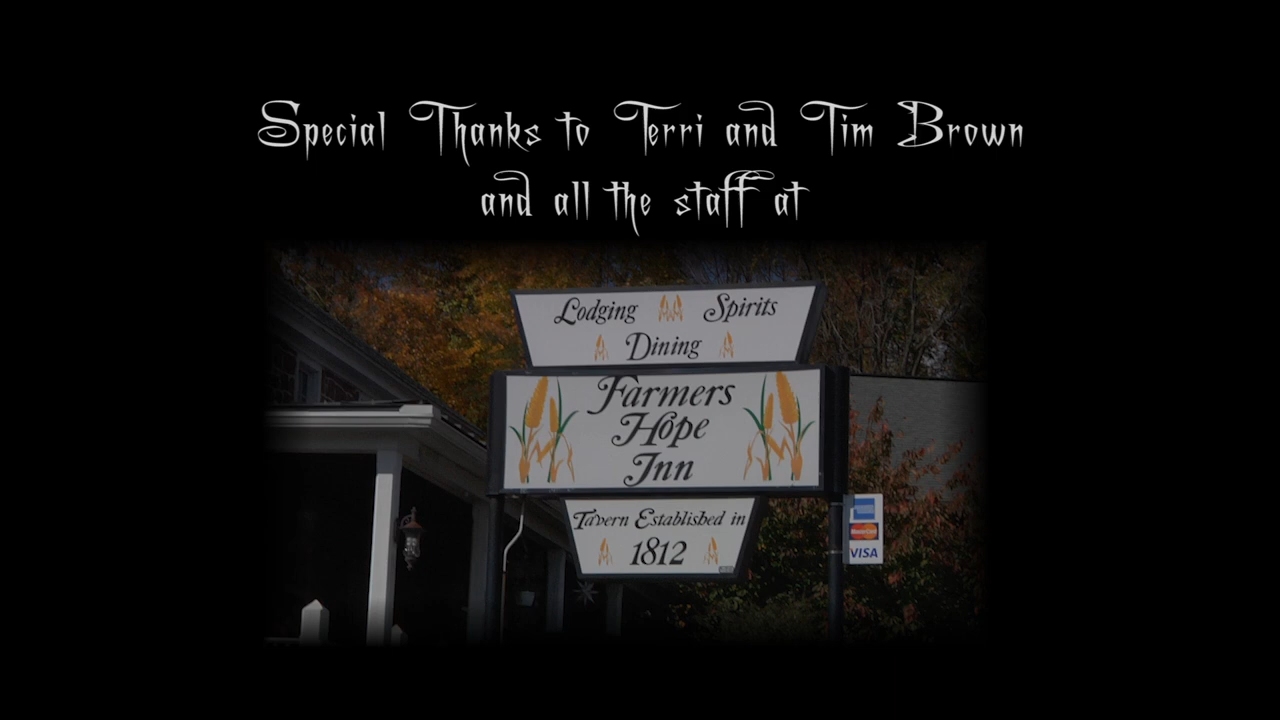 Special Thanks to Terri and Tim Brown
and all the staff at
Lodging Spirits
Dining
Farmers
Hope
Inn
Tavern Established in
1812
MasterCard
VISA